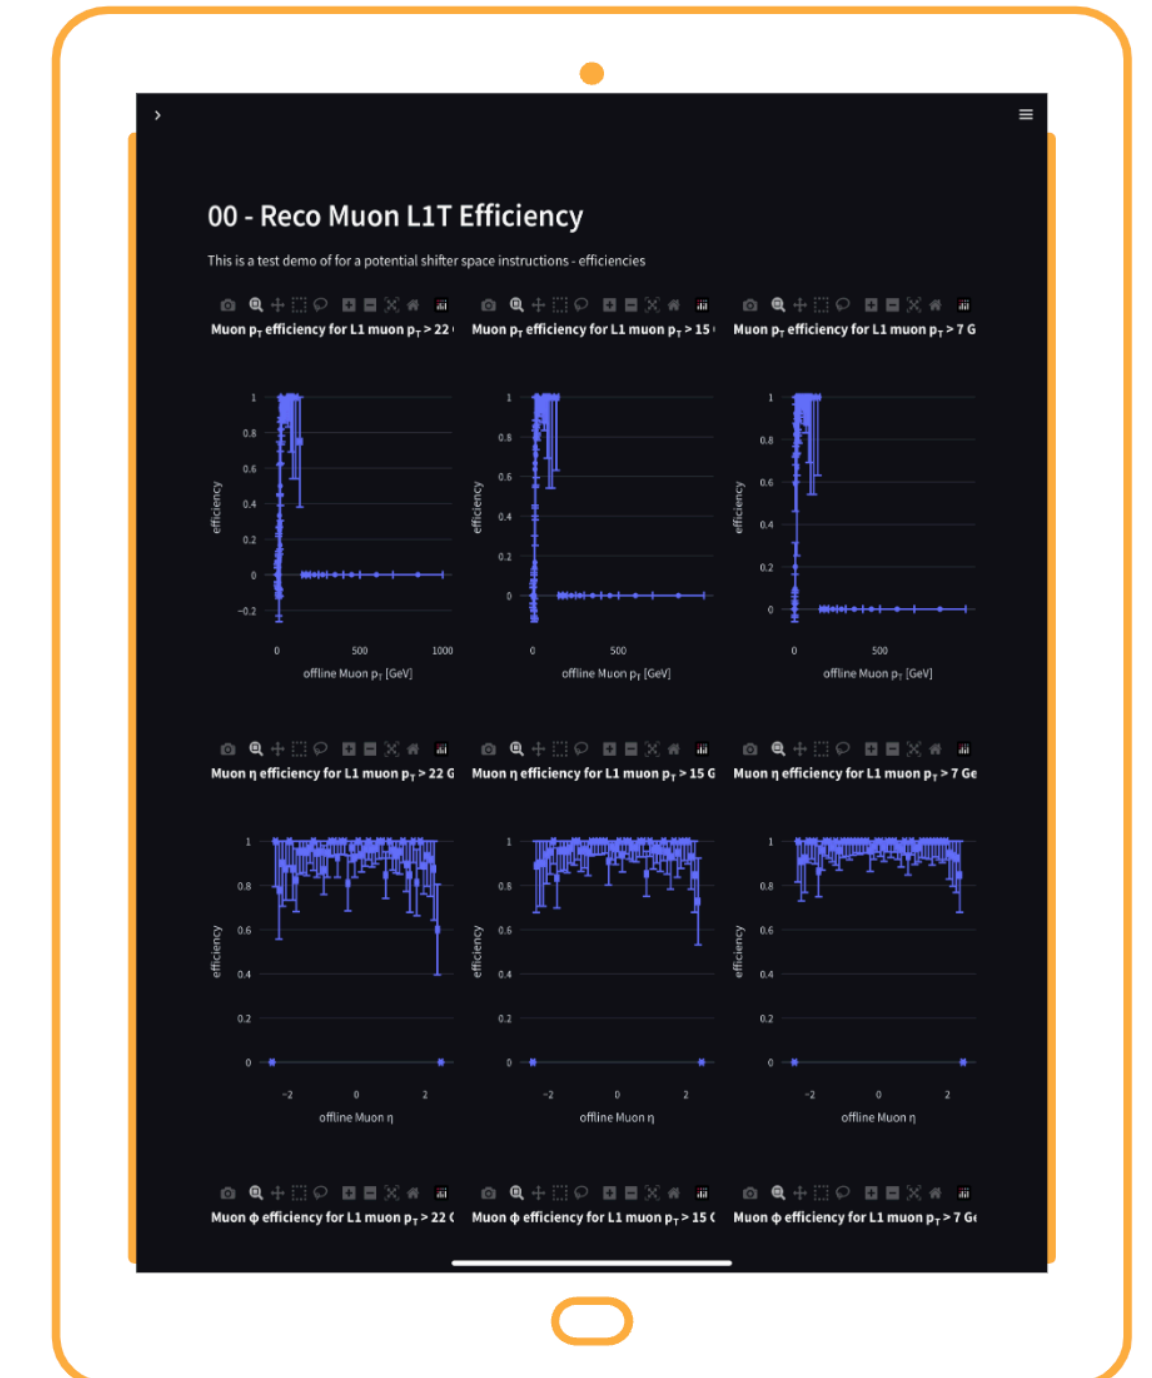 00 - Reco Muon L1T Efficiency
This is a test demo of for a potential shifter space instructions - efficiencies
Muon pT efficiency for L1 muon pT > 22
Muon pT efficiency for L1 muon pT > 15
Muon pT efficiency for L1 muon pT > 7 G
1
0.8
0.6
0.4
0.2
0
−0.2
efficiency
0 500 1000
offline Muon pT [GeV]
1
0.8
0.6
0.4
0.2
0
efficiency
0 500
offline Muon pT [GeV]
1
0.8
0.6
0.4
0.2
0
efficiency
0 500
offline Muon pT [GeV]
Muon η efficiency for L1 muon pT > 22 G
Muon η efficiency for L1 muon pT > 15 G
Muon η efficiency for L1 muon pT > 7 Ge
1
0.8
0.6
0.4
0.2
0
efficiency
−2 0 2
offline Muon η
1
0.8
0.6
0.4
0.2
0
efficiency
−2 0 2
offline Muon η
1
0.8
0.6
0.4
0.2
0
efficiency
−2 0 2
offline Muon η
Muon ϕ efficiency for L1 muon pT > 22
Muon ϕ efficiency for L1 muon pT > 15
Muon ϕ efficiency for L1 muon pT > 7 Ge